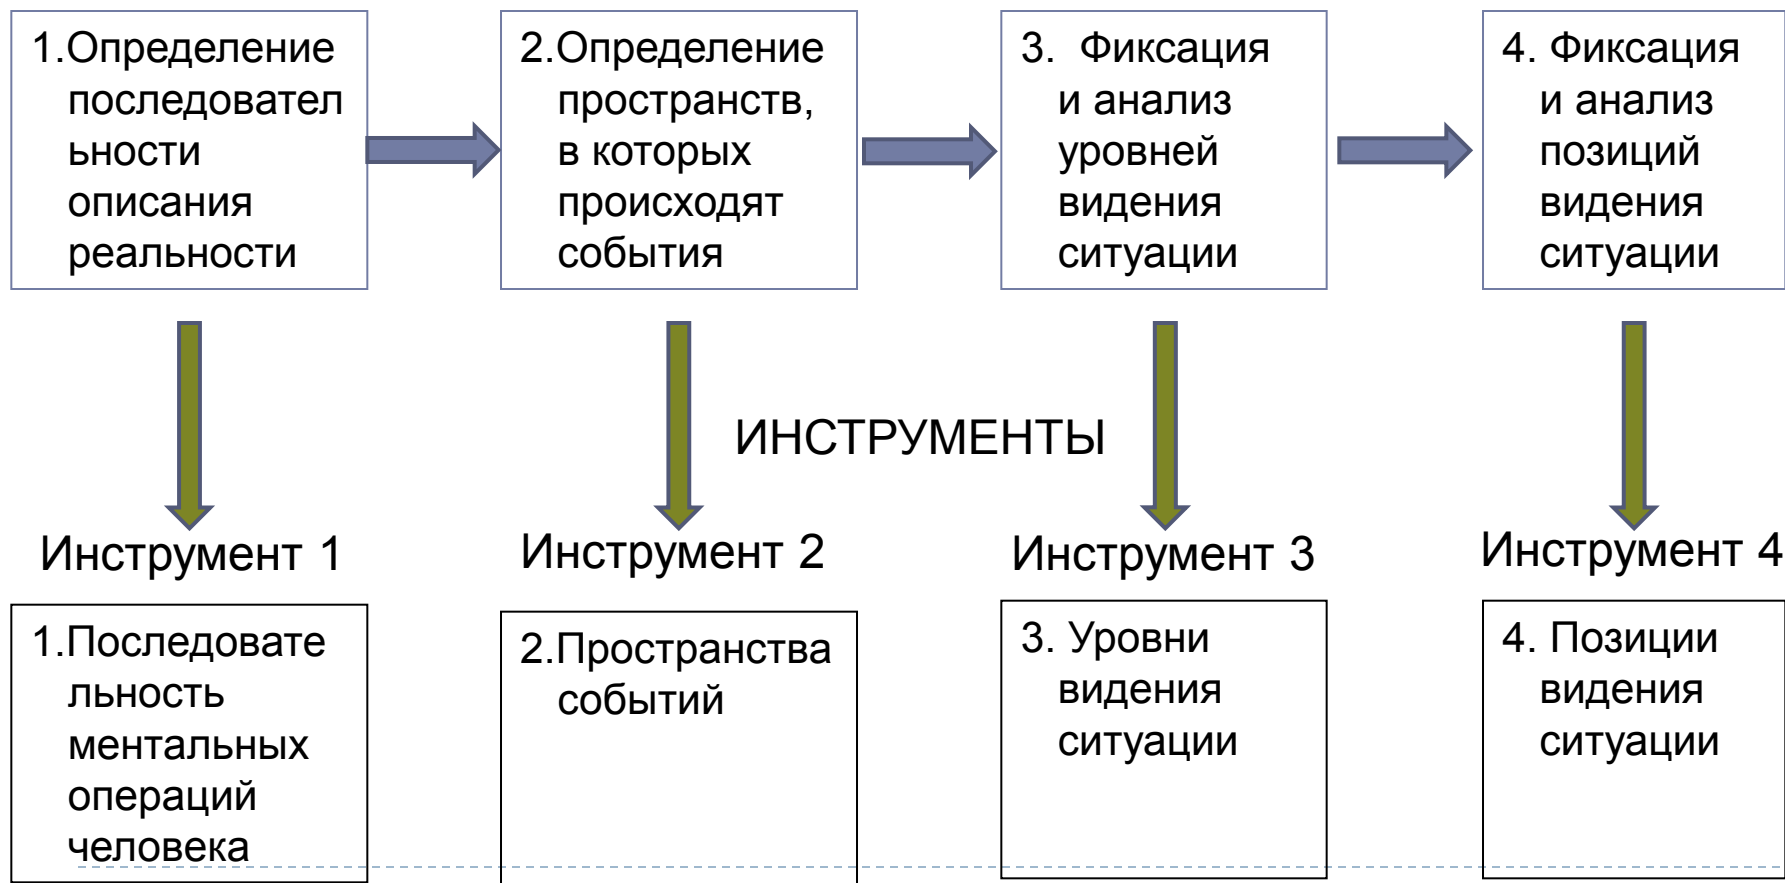 1.Определение
последовател
ьности
описания
реальности
2.Определение
пространств,
в которых
происходят
события
3. Фиксация
и анализ
уровней
видения
ситуации
4. Фиксация
и анализ
позиций
видения
ситуации
ИНСТРУМЕНТЫ
Инструмент 1
Инструмент 2
Инструмент 3
Инструмент 4
1.Последовате
льность
ментальных
операций
человека
2.Пространства
событий
3. Уровни
видения
ситуации
4. Позиции
видения
ситуации